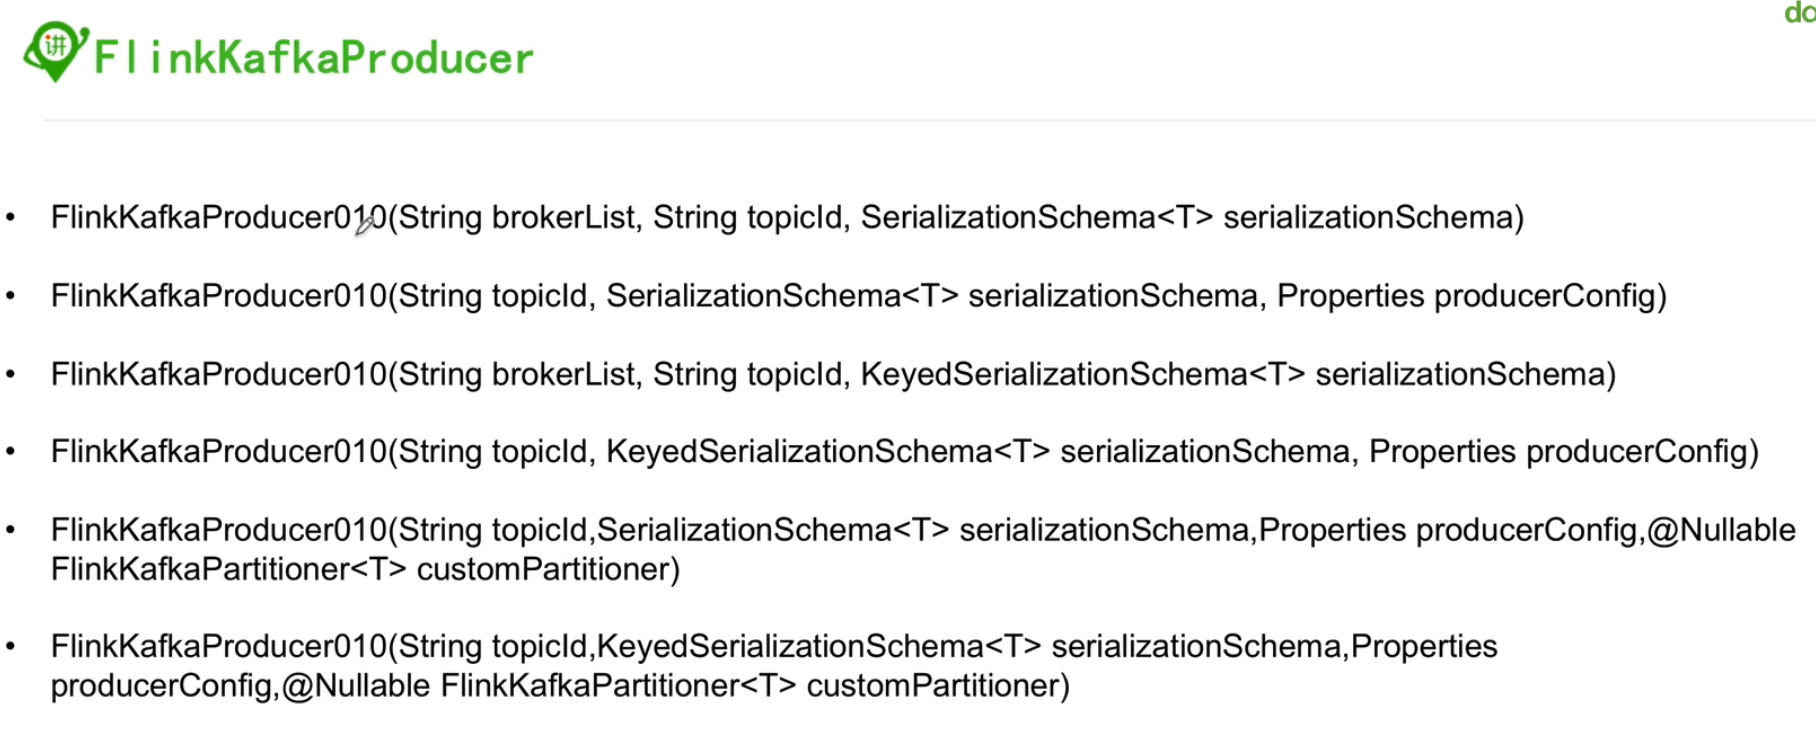 da
讲
FlinkKafkaProducer
• FlinkKafkaProducer010(String brokerList, String topicId, SerializationSchema<T> serializationSchema)
• FlinkKafkaProducer010(String topicId, SerializationSchema<T> serializationSchema, Properties producerConfig)
• FlinkKafkaProducer010(String brokerList, String topicId, KeyedSerializationSchema<T> serializationSchema)
• FlinkKafkaProducer010(String topicId, KeyedSerializationSchema<T> serializationSchema, Properties producerConfig)
• FlinkKafkaProducer010(String topicId,SerializationSchema<T> serializationSchema,Properties producerConfig,@Nullable
FlinkKafkaPartitioner<T> customPartitioner)
• FlinkKafkaProducer010(String topicId,KeyedSerializationSchema<T> serializationSchema,Properties
producerConfig,@Nullable FlinkKafkaPartitioner<T> customPartitioner)